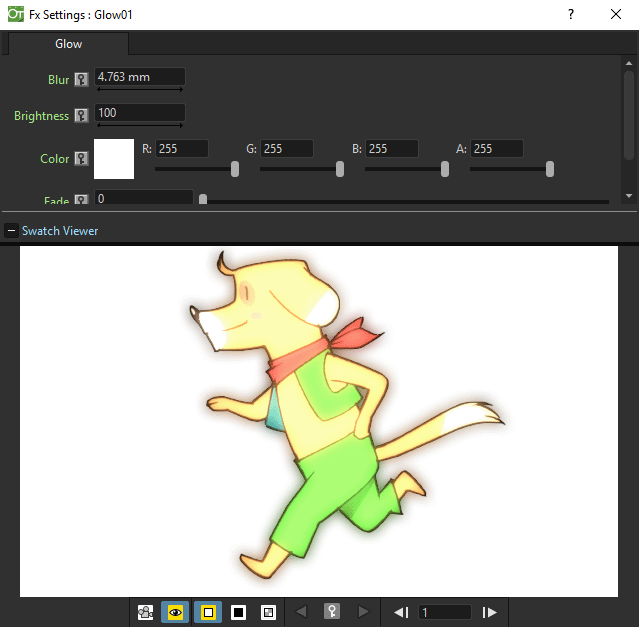 OT Fx Settings : Glow01 ?
Glow
Blur 4.763 mm
Brightness 100
Color R: 255 G: 255 B: 255 A: 255
Fade 0
Swatch Viewer
1